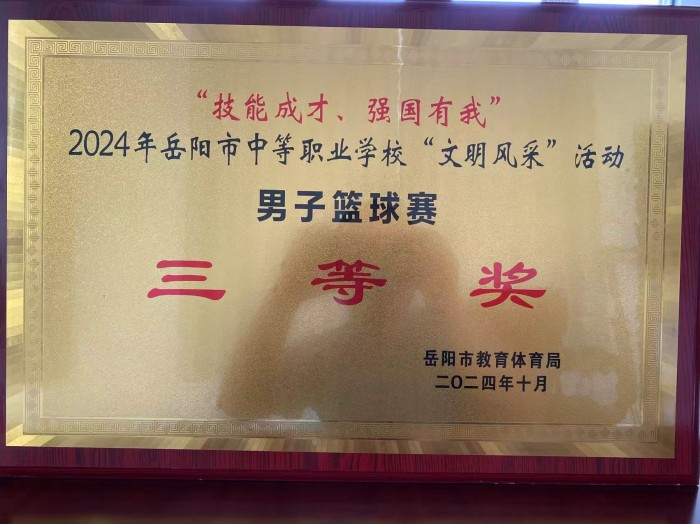 “技能成才、强国有我”
2024年岳阳市中等职业学校“文明风采”活动
男子篮球赛
三等奖
岳阳市教育体育局
二〇二四年十月